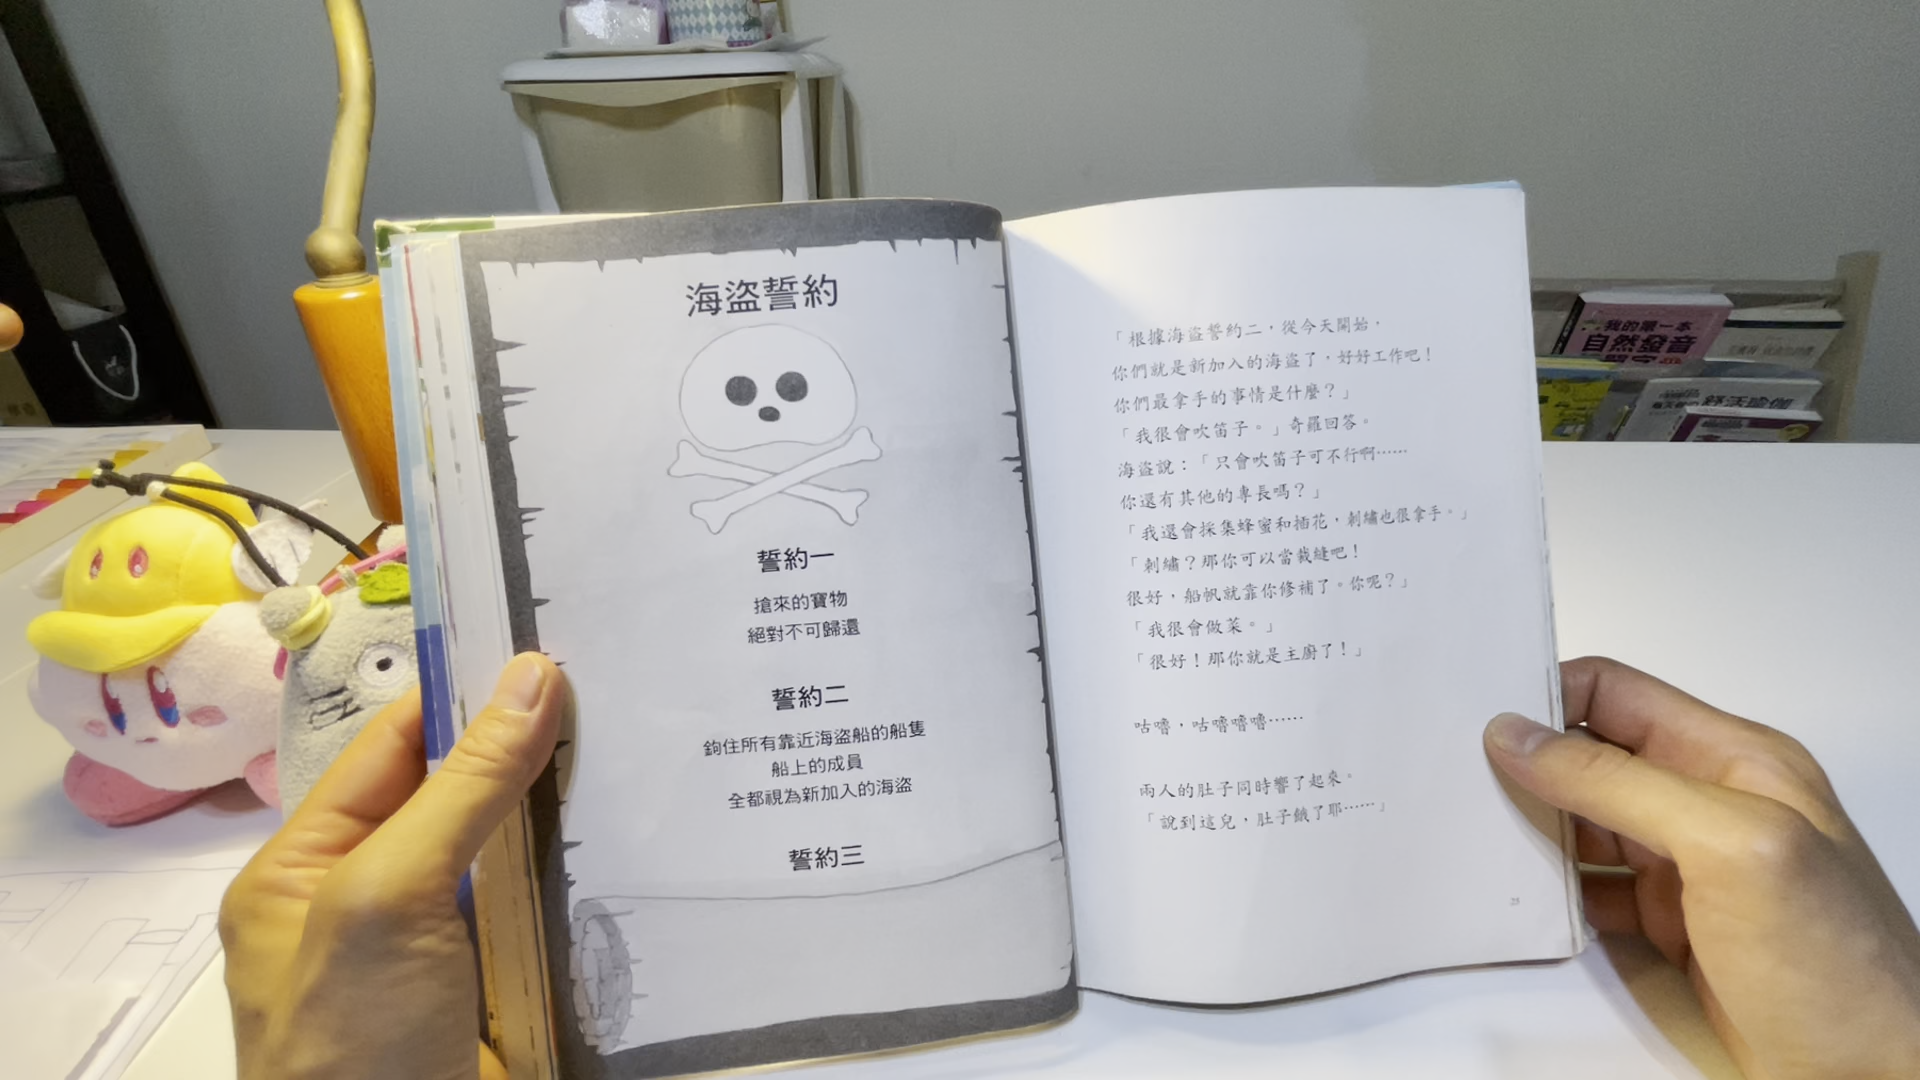 海盜誓約
誓約一
搶來的寶物
絕對不可歸還
誓約二
鉤住所有靠近海盜船的船隻
船上的成員
全都視為新加入的海盜
誓約三
「根據海盜誓約二，從今天開始，
你們就是新加入的海盜了，好好工作吧！
你們最拿手的事情是什麼？」
「我很會吹笛子。」奇羅回答。
海盜說：「只會吹笛子可不行啊……
你還有其他的專長嗎？」
「我還會採集蜂蜜和插花，刺繡也很拿手。」
「刺繡？那你可以當裁縫吧！
很好，船帆就靠你修補了。你呢？」
「我很會做菜。」
「很好！那你就是主廚了！」
咕嚕，咕嚕嚕嚕……
兩人的肚子同時響了起來。
「說到這兒，肚子餓了耶……」
我的第一本
自然發音
舒活瑜伽